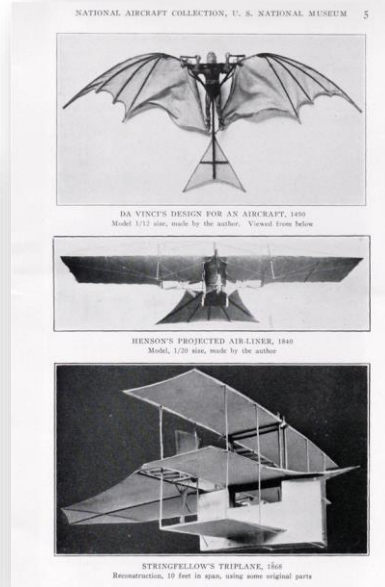 NATIONAL AIRCRAFT COLLECTION, U. S. NATIONAL MUSEUM 5
DA VINCI'S DESIGN FOR AN AIRCRAFT, 1490
Model 1/12 size, made by the author. Viewed from below
HENSON'S PROJECTED AIR-LINER, 1840
Model, 1/20 size, made by the author
STRINGFELLOW'S TRIPLANE, 1868
Reconstruction, 10 feet in span, using some original parts